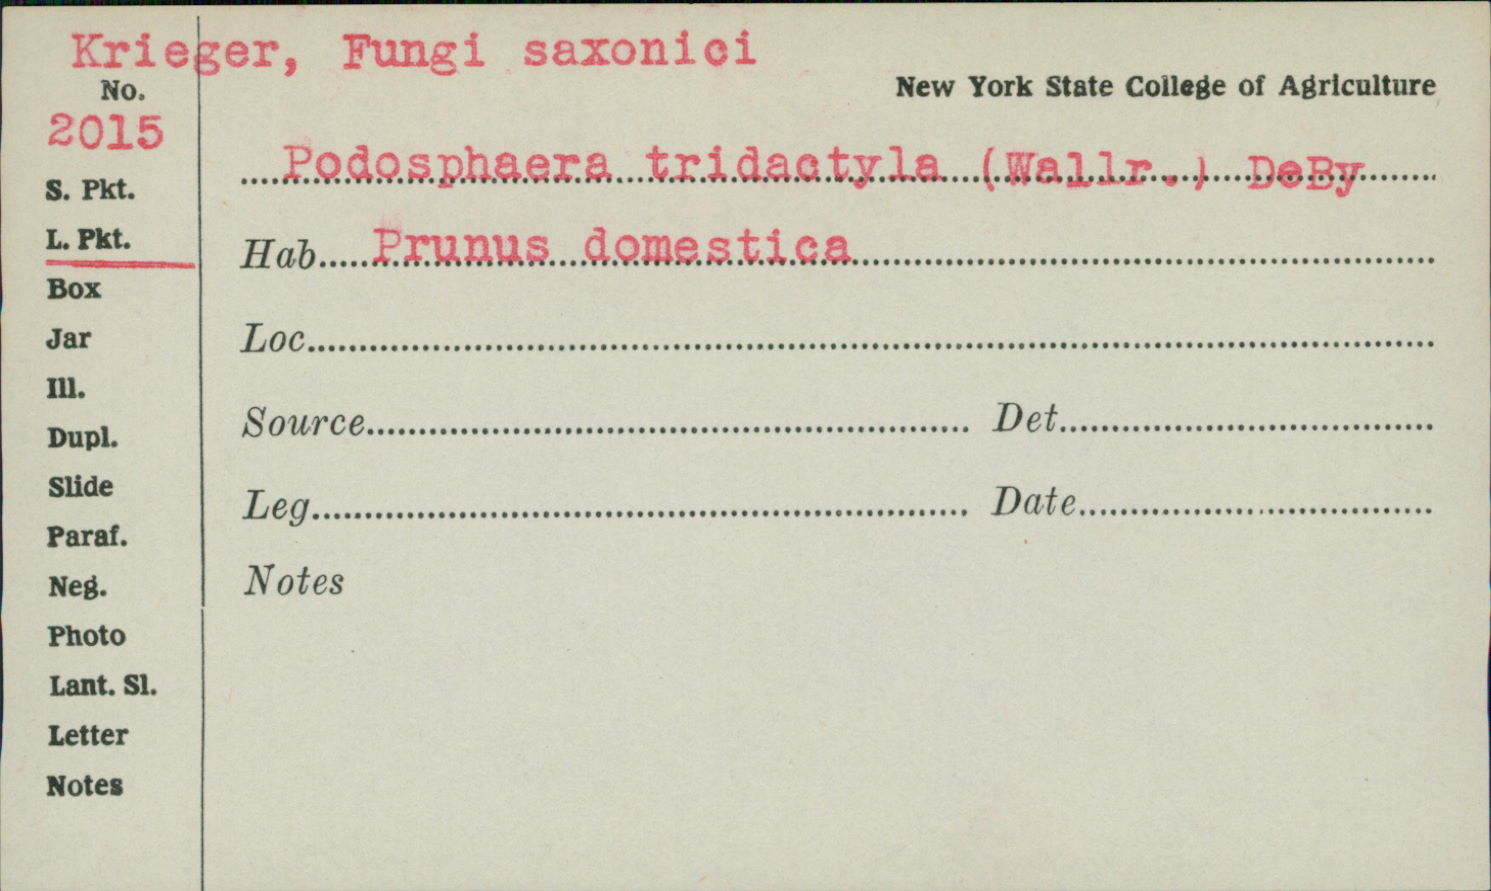 Krieger, Fungi saxonici
No.
New York State College of Agriculture
2015
Podosphaera tridactyla (Wallr.) DeBy
S. Pkt.
L. Pkt.
Hab. Prunus domestica
Box
Jar
Loc.
Ill.
Source Det.
Dupl.
Slide
Leg. Date
Paraf.
Neg.
Notes
Photo
Lant. Sl.
Letter
Notes